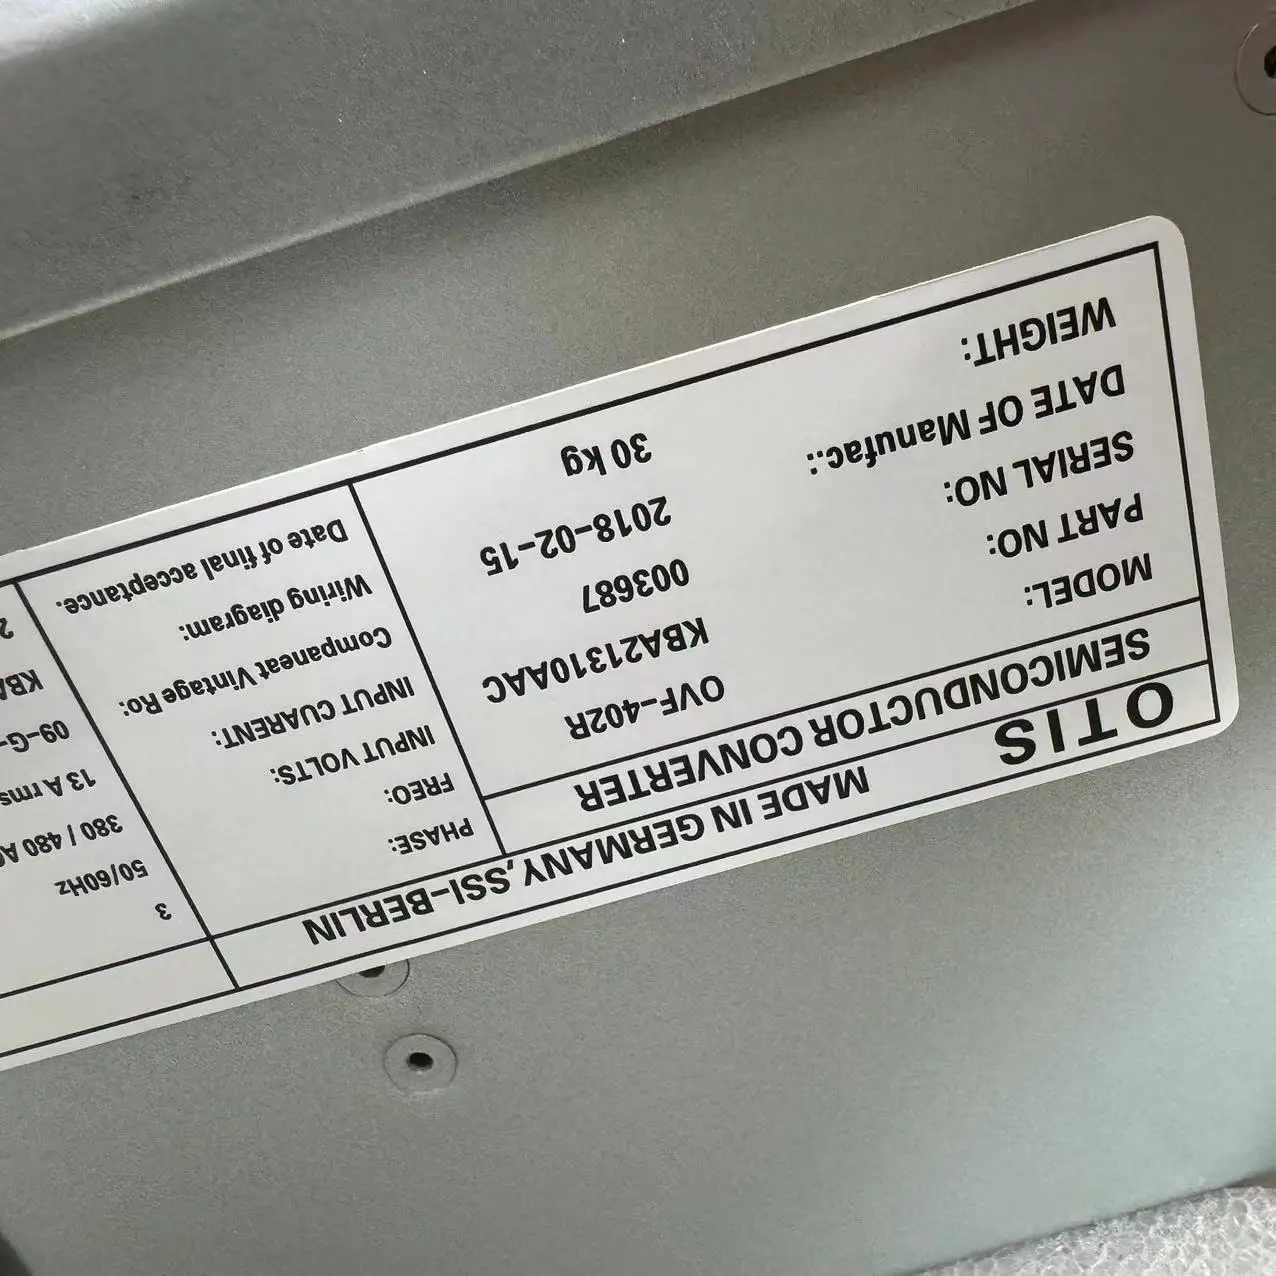 OTIS MADE IN GERMANY,SSI-BERLIN
SEMICONDUCTOR CONVERTER
MODEL: OVF-402R
PART NO: KBA21310AAC
SERIAL NO: 003687
DATE OF Manufac.: 2018-02-15
WEIGHT: 30 kg
PHASE: 3
FREO: 50/60Hz
INPUT VOLTS: 380 / 480
INPUT CUARENT: 13 A rms
Companeat Vintage Ro: 09-G-
Wiring diagram:
Date of final acceptance.